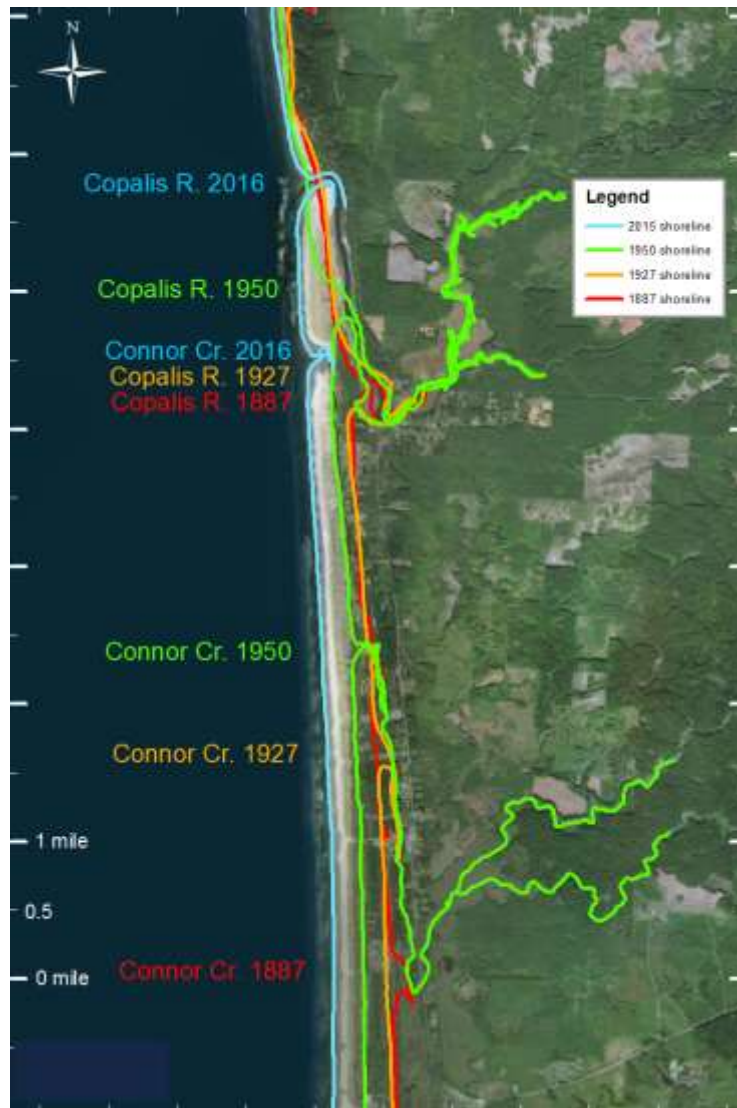 N
Copalis R. 2016
Legend
2015 shoreline
1950 shoreline
1927 shoreline
1887 shoreline
Copalis R. 1950
Connor Cr. 2016
Copalis R. 1927
Copalis R. 1887
Connor Cr. 1950
Connor Cr. 1927
1 mile
0.5
Connor Cr. 1887
0 mile